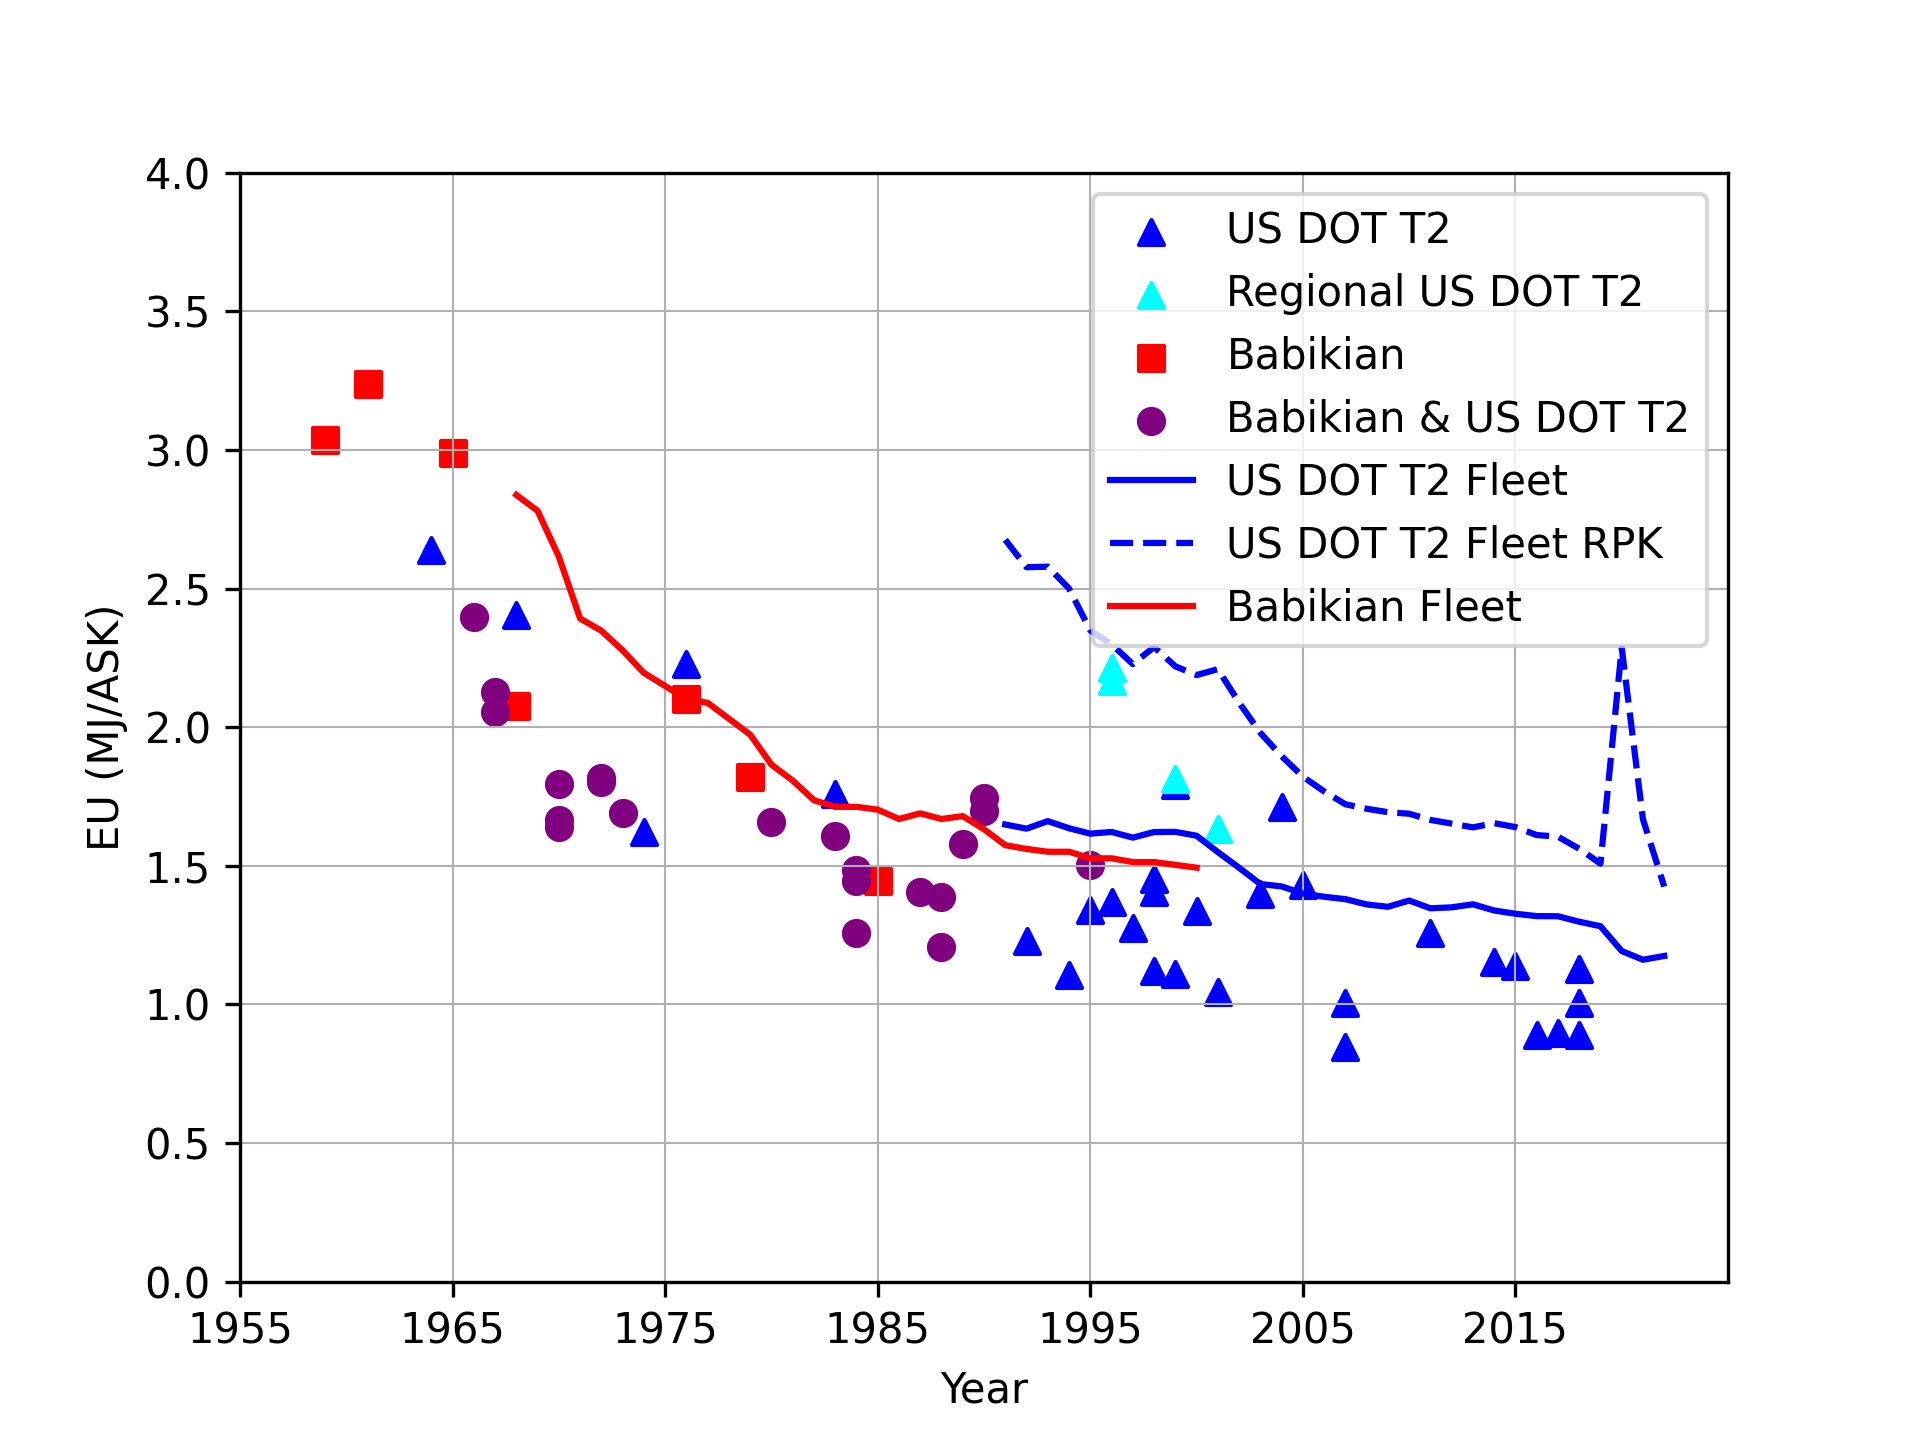 4.0
3.5
3.0
2.5
2.0
1.5
1.0
0.5
0.0
EU (MJ/ASK)
1955 1965 1975 1985 1995 2005 2015
Year
US DOT T2
Regional US DOT T2
Babikian
Babikian & US DOT T2
US DOT T2 Fleet
US DOT T2 Fleet RPK
Babikian Fleet